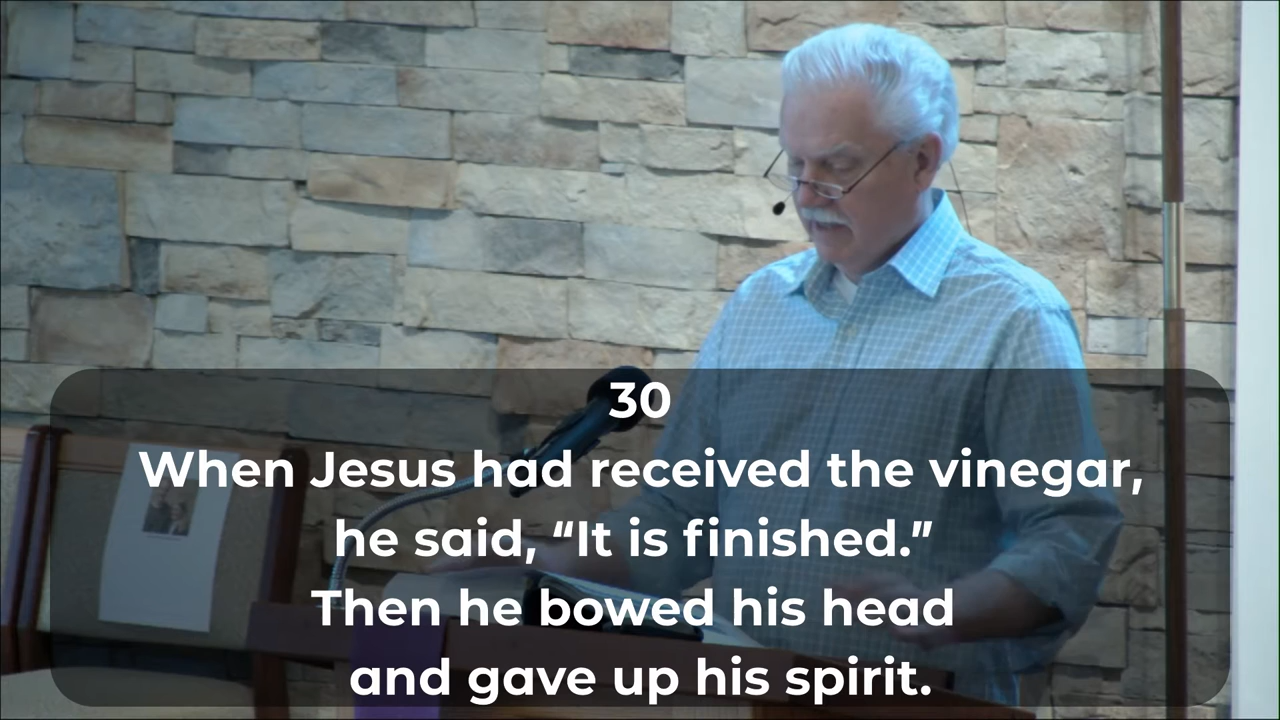 30
When Jesus had received the vinegar,
he said, “It is finished.”
Then he bowed his head
and gave up his spirit.